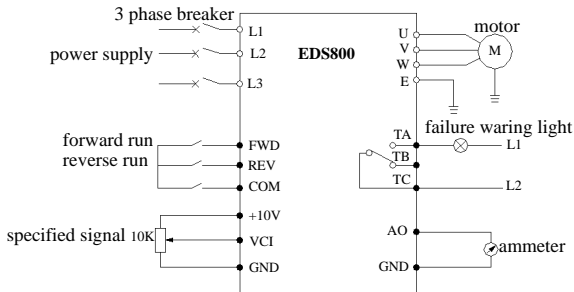 3 phase breaker
L1
power supply
L2
L3
EDS800
U
V
W
E
motor
M
forward run
reverse run
FWD
REV
COM
TA
TB
TC
failure waring light
L1
L2
+10V
specified signal 10K
VCI
GND
AO
GND
ammeter